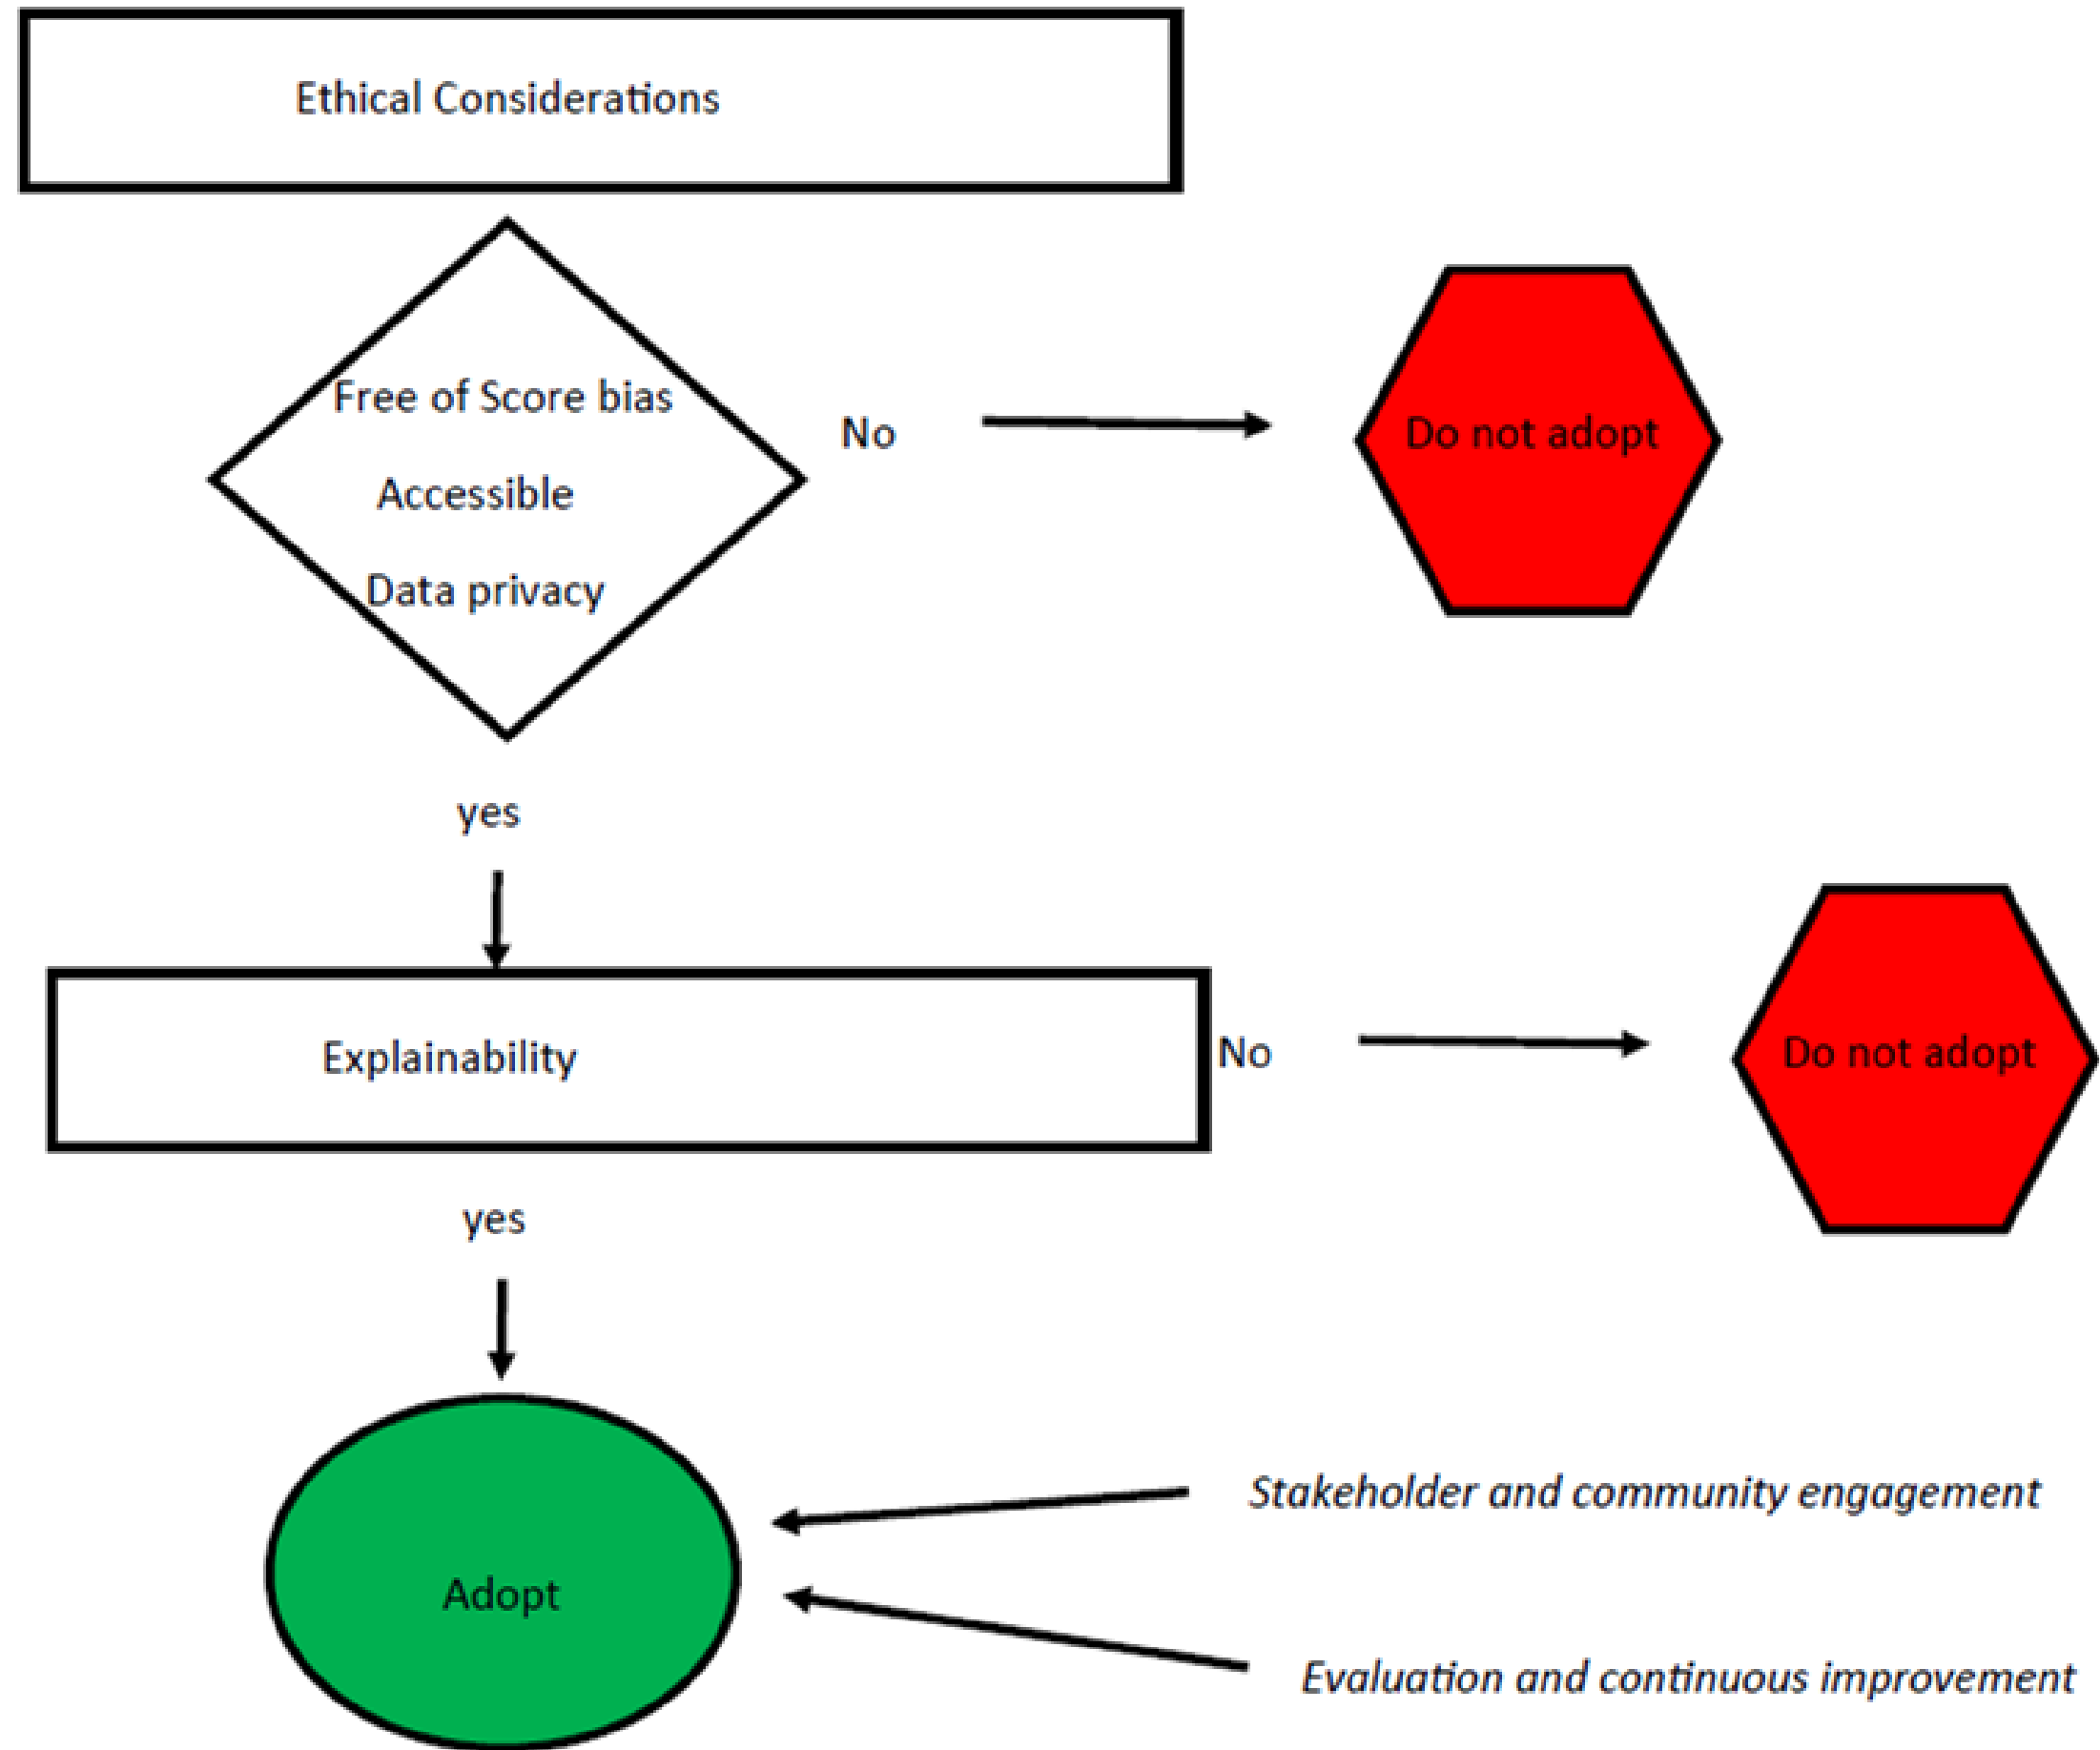 Ethical Considerations
Free of Score bias
Accessible
Data privacy
No
Do not adopt
yes
Explainability
No
Do not adopt
yes
Adopt
Stakeholder and community engagement
Evaluation and continuous improvement